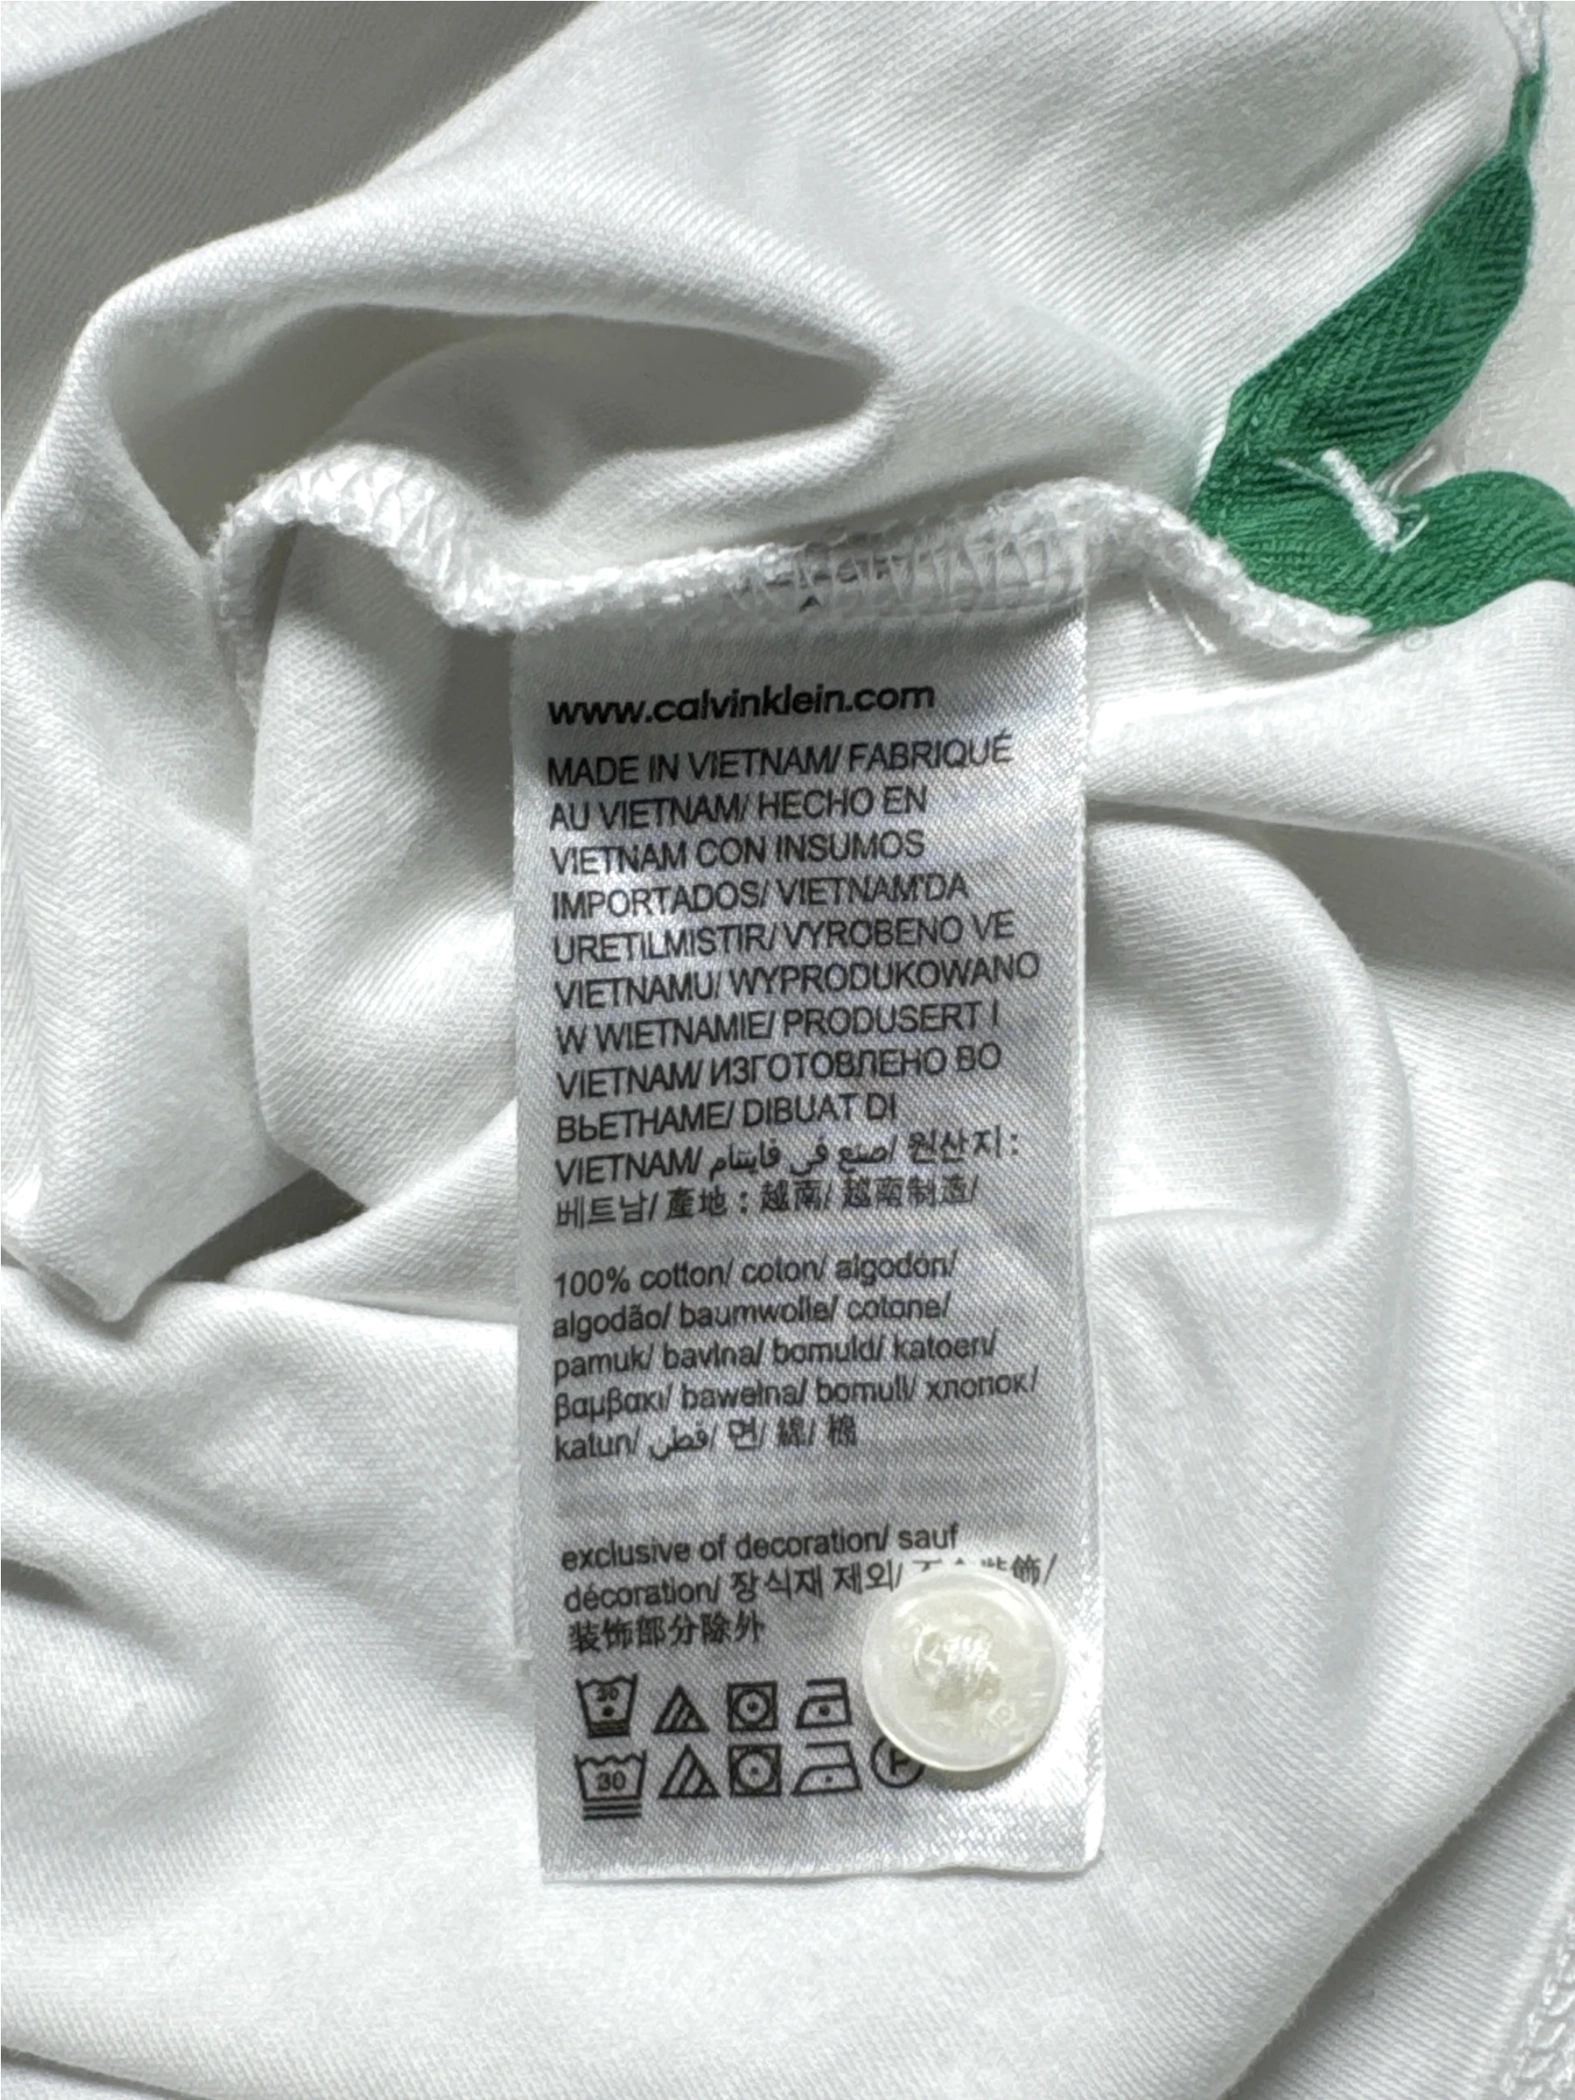 www.calvinklein.com
MADE IN VIETNAM/ FABRIQUÉ
AU VIETNAM/ HECHO EN
VIETNAM CON INSUMOS
IMPORTADOS/ VIETNAM'DA
URETILMISTIR/ VYROBENO VE
VIETNAMU/ WYPRODUKOWANO
W WIETNAMIE/ PRODUSERT I
VIETNAM/ ИЗГОТОВЛЕНО ВО
ВЬЕТНАМЕ/ DIBUAT DI
VIETNAM/ صنع في فايتنام/ 원산지:
베트남/ 產地:越南/ 越南制造/
100% cotton/ coton/ algodón/
algodão/ baumwolle/ cotone/
pamuk/ bavlna/ bomuld/ katoen/
βαμβακι/ bawełna/ bomull/ хлопок/
katun/ قطن/ 면/ 綿/ 棉
exclusive of decoration/ sauf
décoration/ 장식재 제외/ 飾/
装饰部分除外
30
30 P